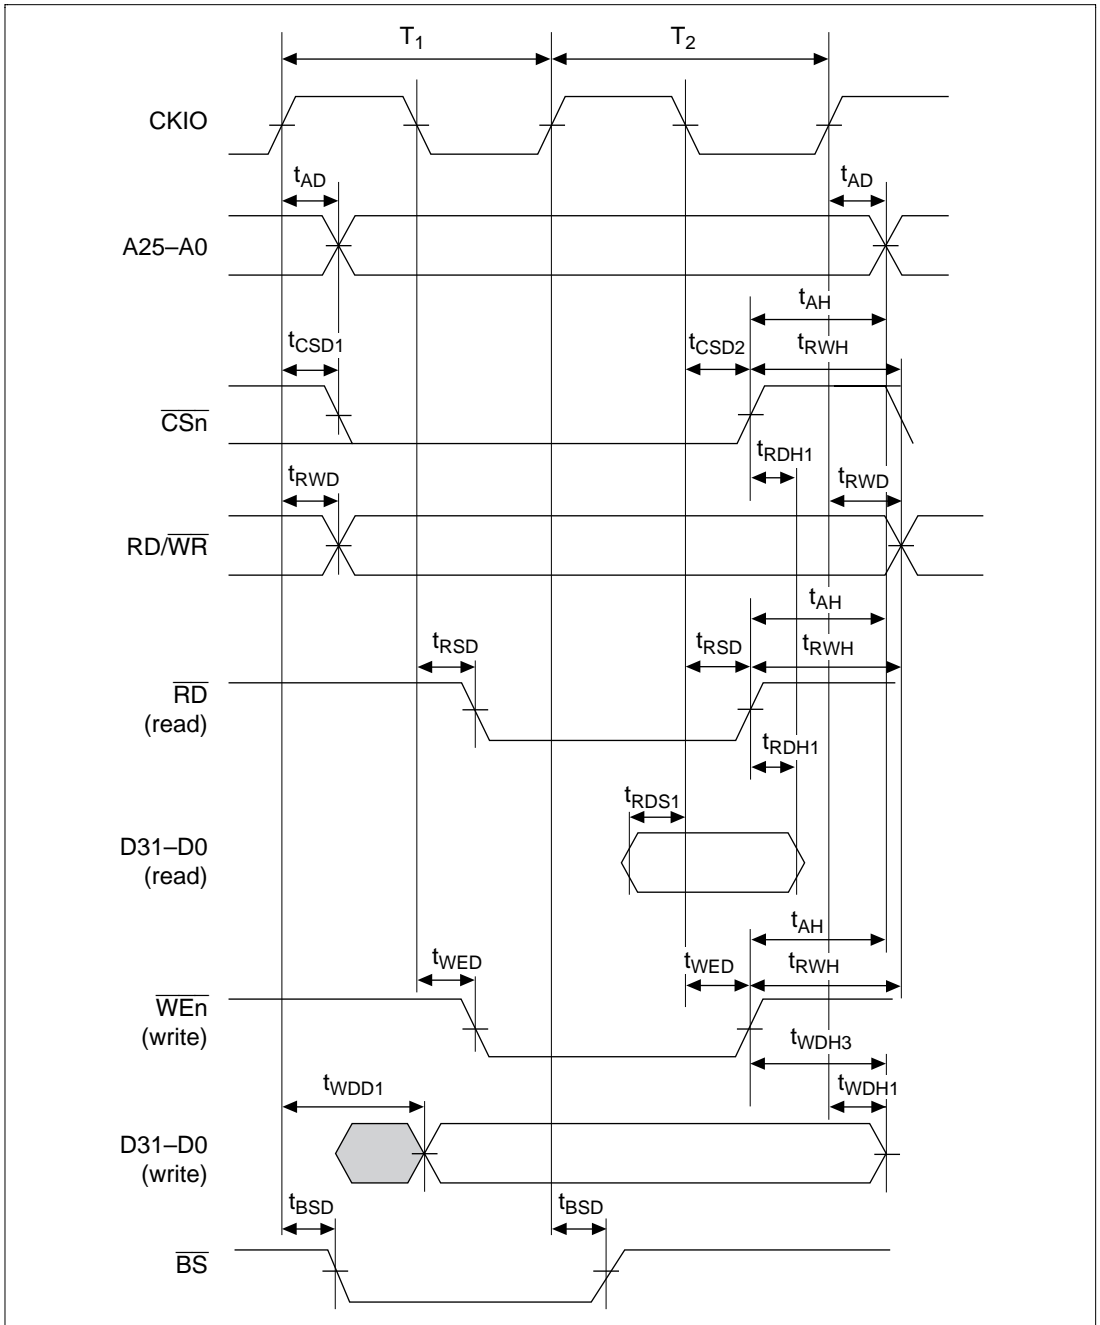 T1 T2
CKIO
tAD tAD
A25–A0
tAH
tCSD1 tCSD2 tRWH
CSn
tRDH1
tRWD tRWD
RD/WR
tAH
tRSD tRSD tRWH
RD
(read)
tRDH1
tRDS1
D31–D0
(read)
tAH
tWED tWED tRWH
WEn
(write)
tWDH3
tWDD1 tWDH1
D31–D0
(write)
tBSD tBSD
BS